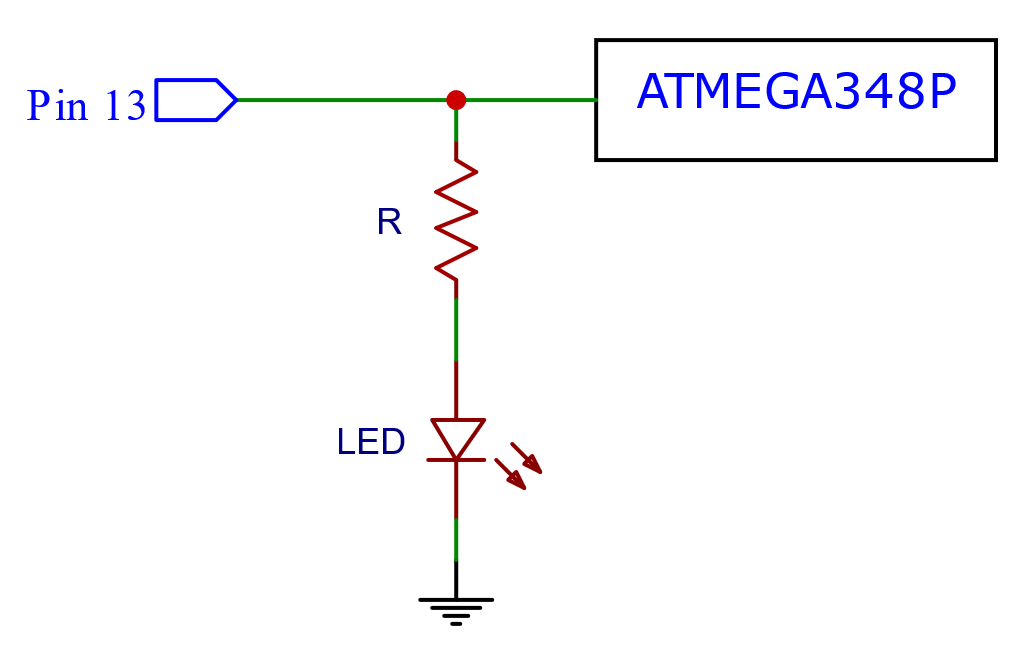 Pin 13
ATMEGA348P
R
LED